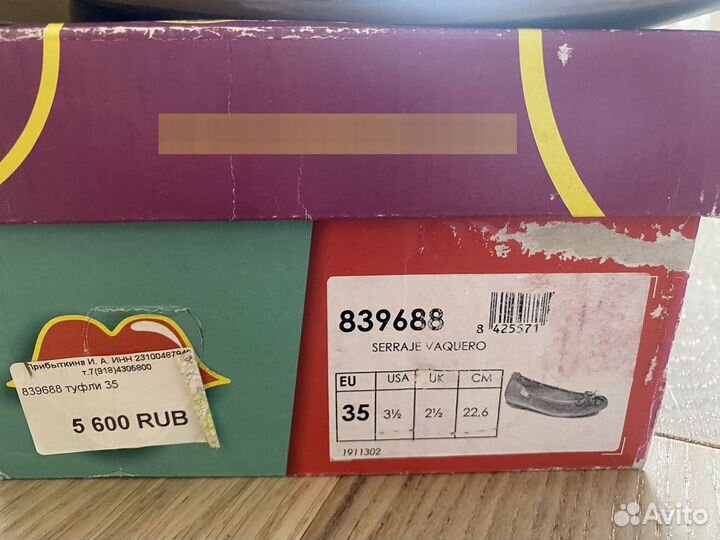 839688
8 425571
SERRAJE VAQUERO
EU USA UK CM
35 3½ 2½ 22,6
1911302
Прибыткина И. А. ИНН 23100487940
т.7(918)4306800
839688 туфли 35
5 600 RUB
Avito